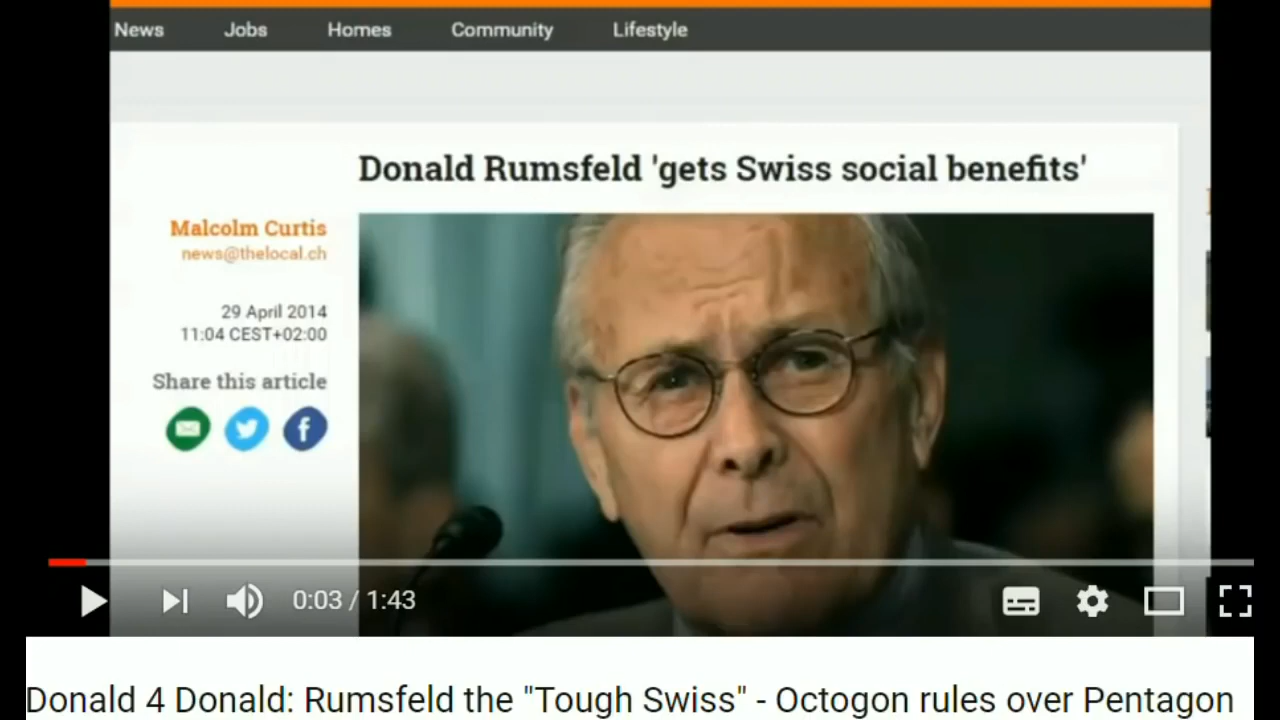 News Jobs Homes Community Lifestyle
Donald Rumsfeld 'gets Swiss social benefits'
Malcolm Curtis
news@thelocal.ch
29 April 2014
11:04 CEST+02:00
Share this article
0:03 / 1:43
Donald 4 Donald: Rumsfeld the "Tough Swiss" - Octogon rules over Pentagon